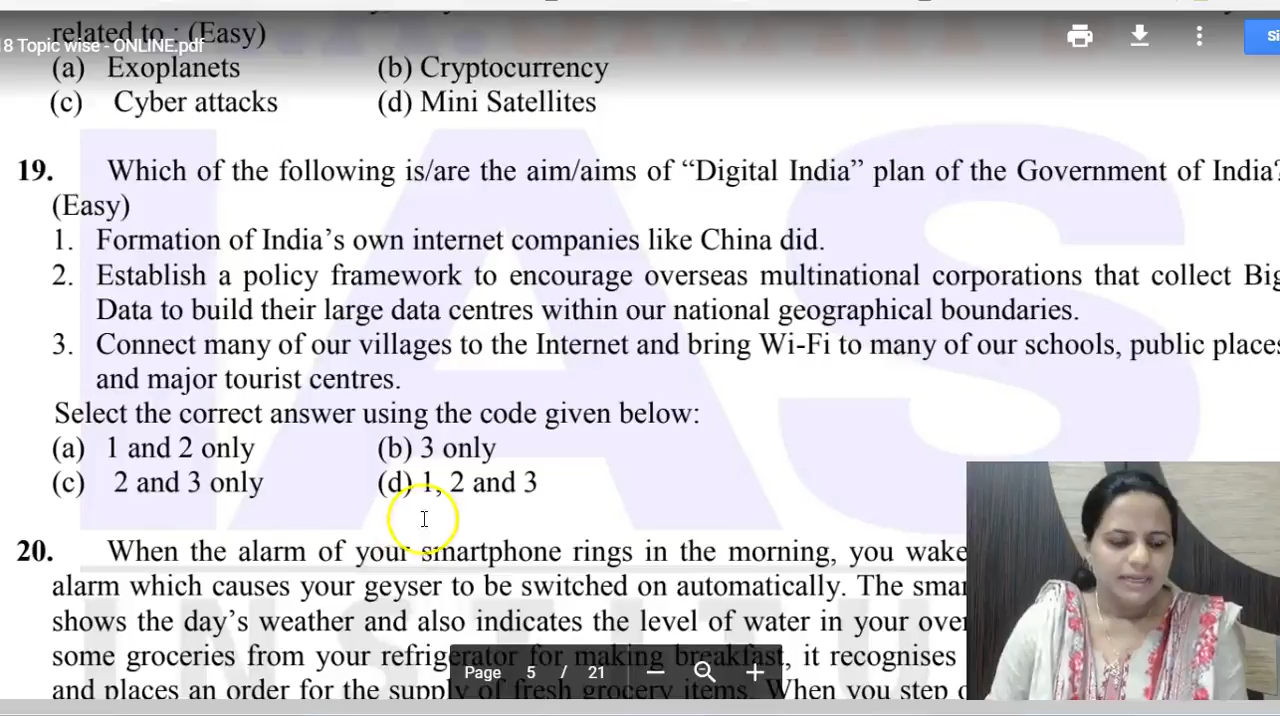 related to : (Easy)
18 Topic wise - ONLINE.pdf
Si
(a) Exoplanets (b) Cryptocurrency
(c) Cyber attacks (d) Mini Satellites
19. Which of the following is/are the aim/aims of “Digital India” plan of the Government of India?
(Easy)
1. Formation of India’s own internet companies like China did.
2. Establish a policy framework to encourage overseas multinational corporations that collect Big
Data to build their large data centres within our national geographical boundaries.
3. Connect many of our villages to the Internet and bring Wi-Fi to many of our schools, public places
and major tourist centres.
Select the correct answer using the code given below:
(a) 1 and 2 only (b) 3 only
(c) 2 and 3 only (d) 1, 2 and 3
20. When the alarm of your smartphone rings in the morning, you wake
alarm which causes your geyser to be switched on automatically. The smar
shows the day’s weather and also indicates the level of water in your over
some groceries from your refrigerator for making breakfast, it recognises
and places an order for the supply of fresh grocery items. When you step o
Page 5 / 21
IAS
INSTITU